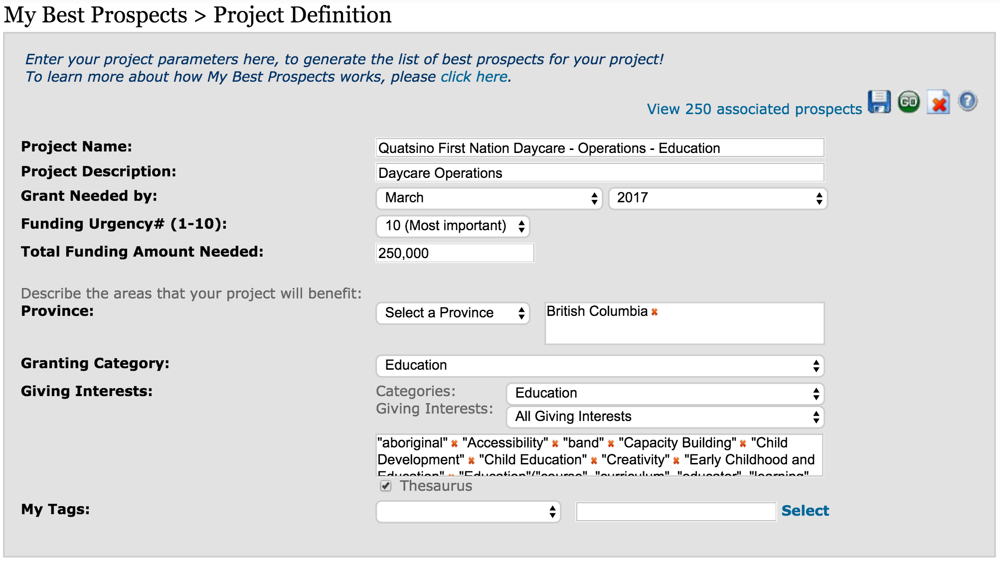 My Best Prospects > Project Definition
Enter your project parameters here, to generate the list of best prospects for your project!
To learn more about how My Best Prospects works, please click here.
View 250 associated prospects GO ?
Project Name: Quatsino First Nation Daycare - Operations - Education
Project Description: Daycare Operations
Grant Needed by: March 2017
Funding Urgency# (1-10): 10 (Most important)
Total Funding Amount Needed: 250,000
Describe the areas that your project will benefit:
Province: Select a Province British Columbia
Granting Category: Education
Giving Interests: Categories: Education
Giving Interests: All Giving Interests
"aboriginal" "Accessibility" "band" "Capacity Building" "Child
Development" "Child Education" "Creativity" "Early Childhood and
Education" "Education"("course", "curriculum", "educator", "learning",
Thesaurus
My Tags: Select